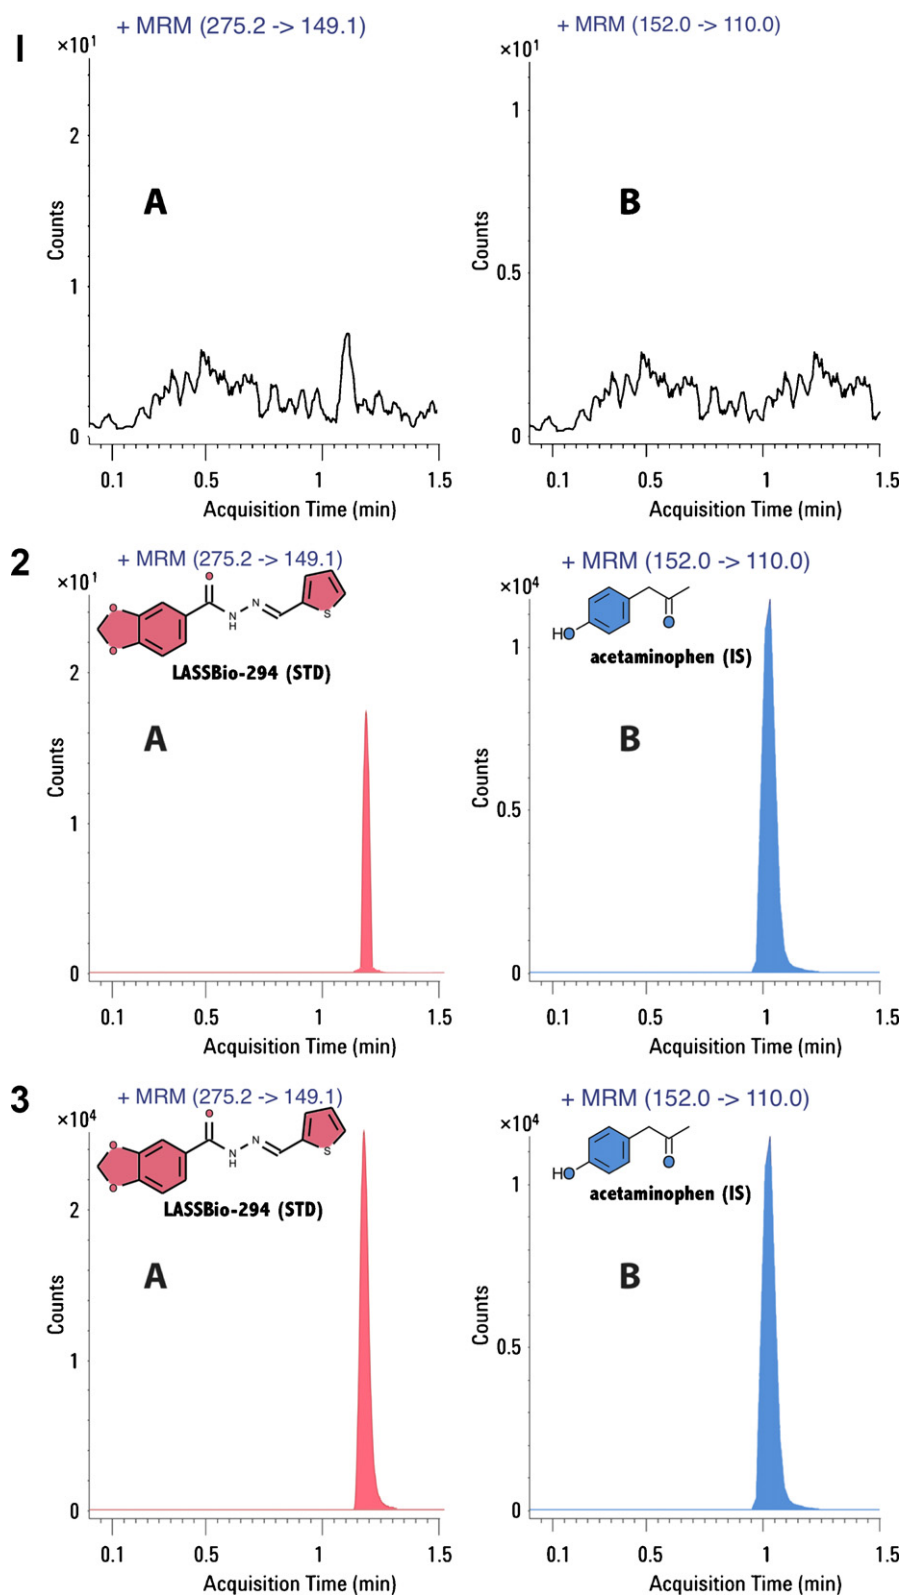 I
+ MRM (275.2 -> 149.1)
×10¹
2
1
0
Counts
A
0.1 0.5 1 1.5
Acquisition Time (min)
+ MRM (152.0 -> 110.0)
×10¹
1
0.5
0
Counts
B
0.1 0.5 1 1.5
Acquisition Time (min)
2
+ MRM (275.2 -> 149.1)
×10¹
2
1
0
Counts
N
H
N
S
LASSBio-294 (STD)
A
0.1 0.5 1 1.5
Acquisition Time (min)
+ MRM (152.0 -> 110.0)
×10⁴
1
0.5
0
Counts
HO
acetaminophen (IS)
B
0.1 0.5 1 1.5
Acquisition Time (min)
3
+ MRM (275.2 -> 149.1)
×10⁴
2
1
0
Counts
N
H
N
S
LASSBio-294 (STD)
A
0.1 0.5 1 1.5
Acquisition Time (min)
+ MRM (152.0 -> 110.0)
×10⁴
1
0.5
0
Counts
HO
acetaminophen (IS)
B
0.1 0.5 1 1.5
Acquisition Time (min)